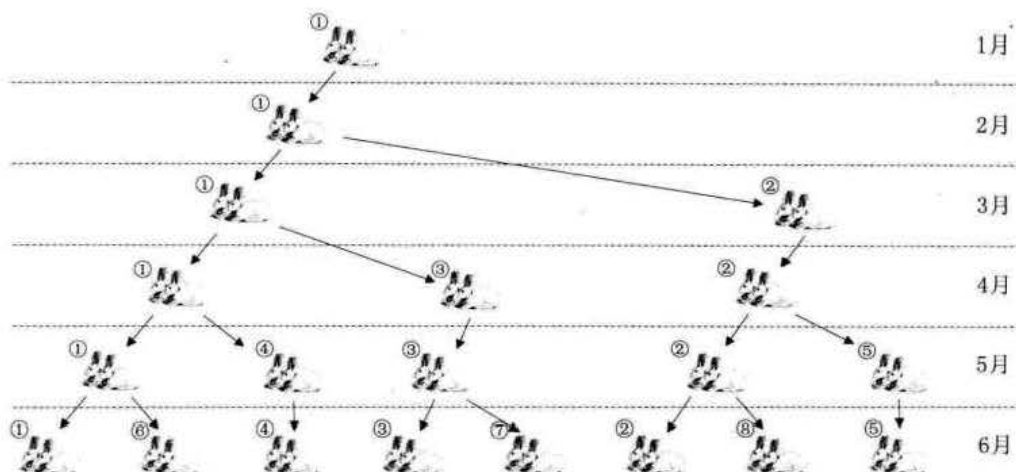 ① 1月
① 2月
① ② 3月
① ③ ② 4月
① ④ ③ ② ⑤ 5月
① ⑥ ④ ③ ⑦ ② ⑧ ⑤ 6月